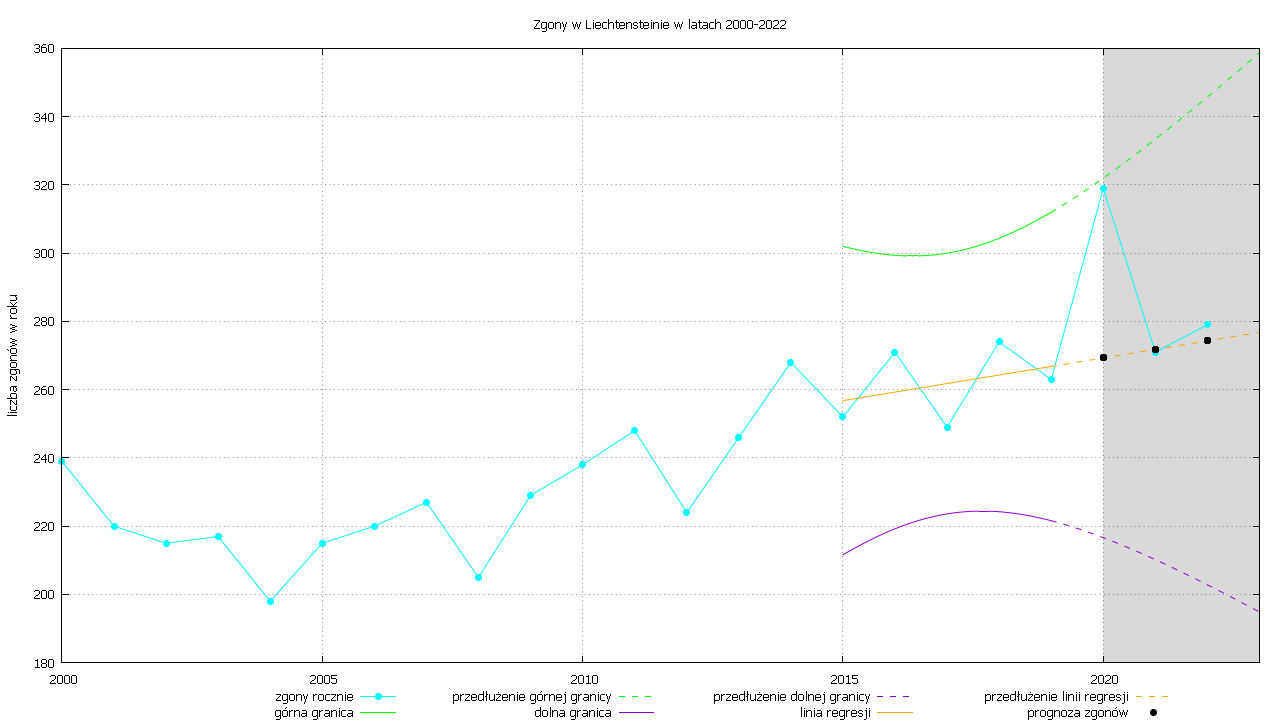 Zgony w Liechtensteinie w latach 2000-2022
360
340
320
300
280
260
240
220
200
180
liczba zgonów w roku
2000 2005 2010 2015 2020
zgony rocznie przedłużenie górnej granicy przedłużenie dolnej granicy przedłużenie linii regresji
górna granica dolna granica linia regresji prognoza zgonów